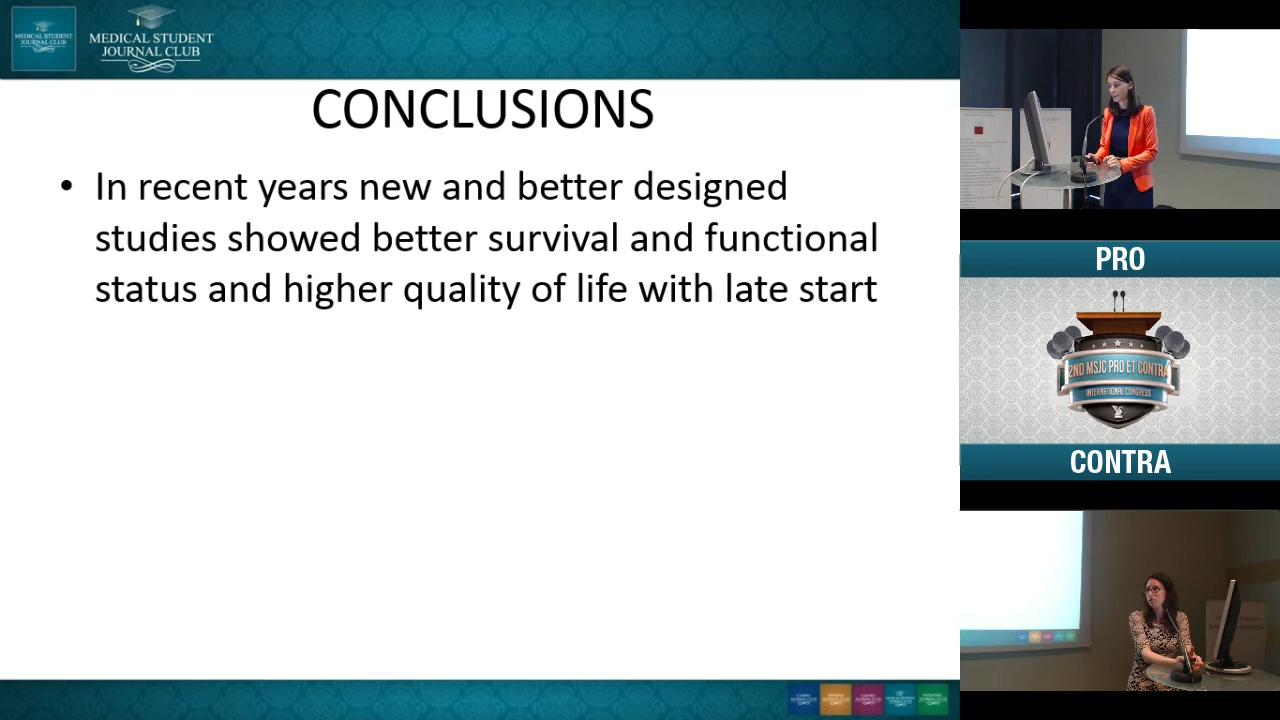 MEDICAL STUDENT
JOURNAL CLUB
MEDICAL STUDENT
JOURNAL CLUB
CONCLUSIONS
• In recent years new and better designed
studies showed better survival and functional
status and higher quality of life with late start
PRO
2ND MSJC PRO ET CONTRA
INTERNATIONAL CONGRESS
CONTRA